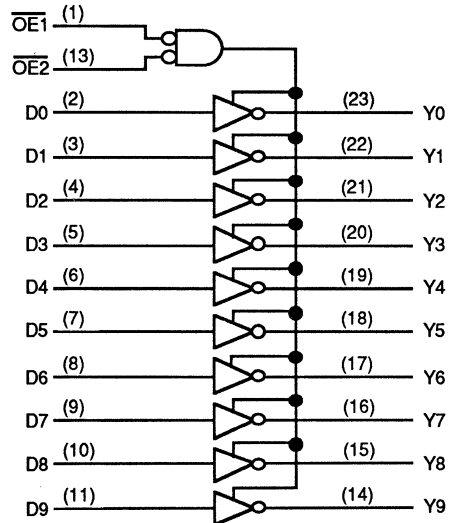 OE1 (1)
OE2 (13)
D0 (2) (23) Y0
D1 (3) (22) Y1
D2 (4) (21) Y2
D3 (5) (20) Y3
D4 (6) (19) Y4
D5 (7) (18) Y5
D6 (8) (17) Y6
D7 (9) (16) Y7
D8 (10) (15) Y8
D9 (11) (14) Y9